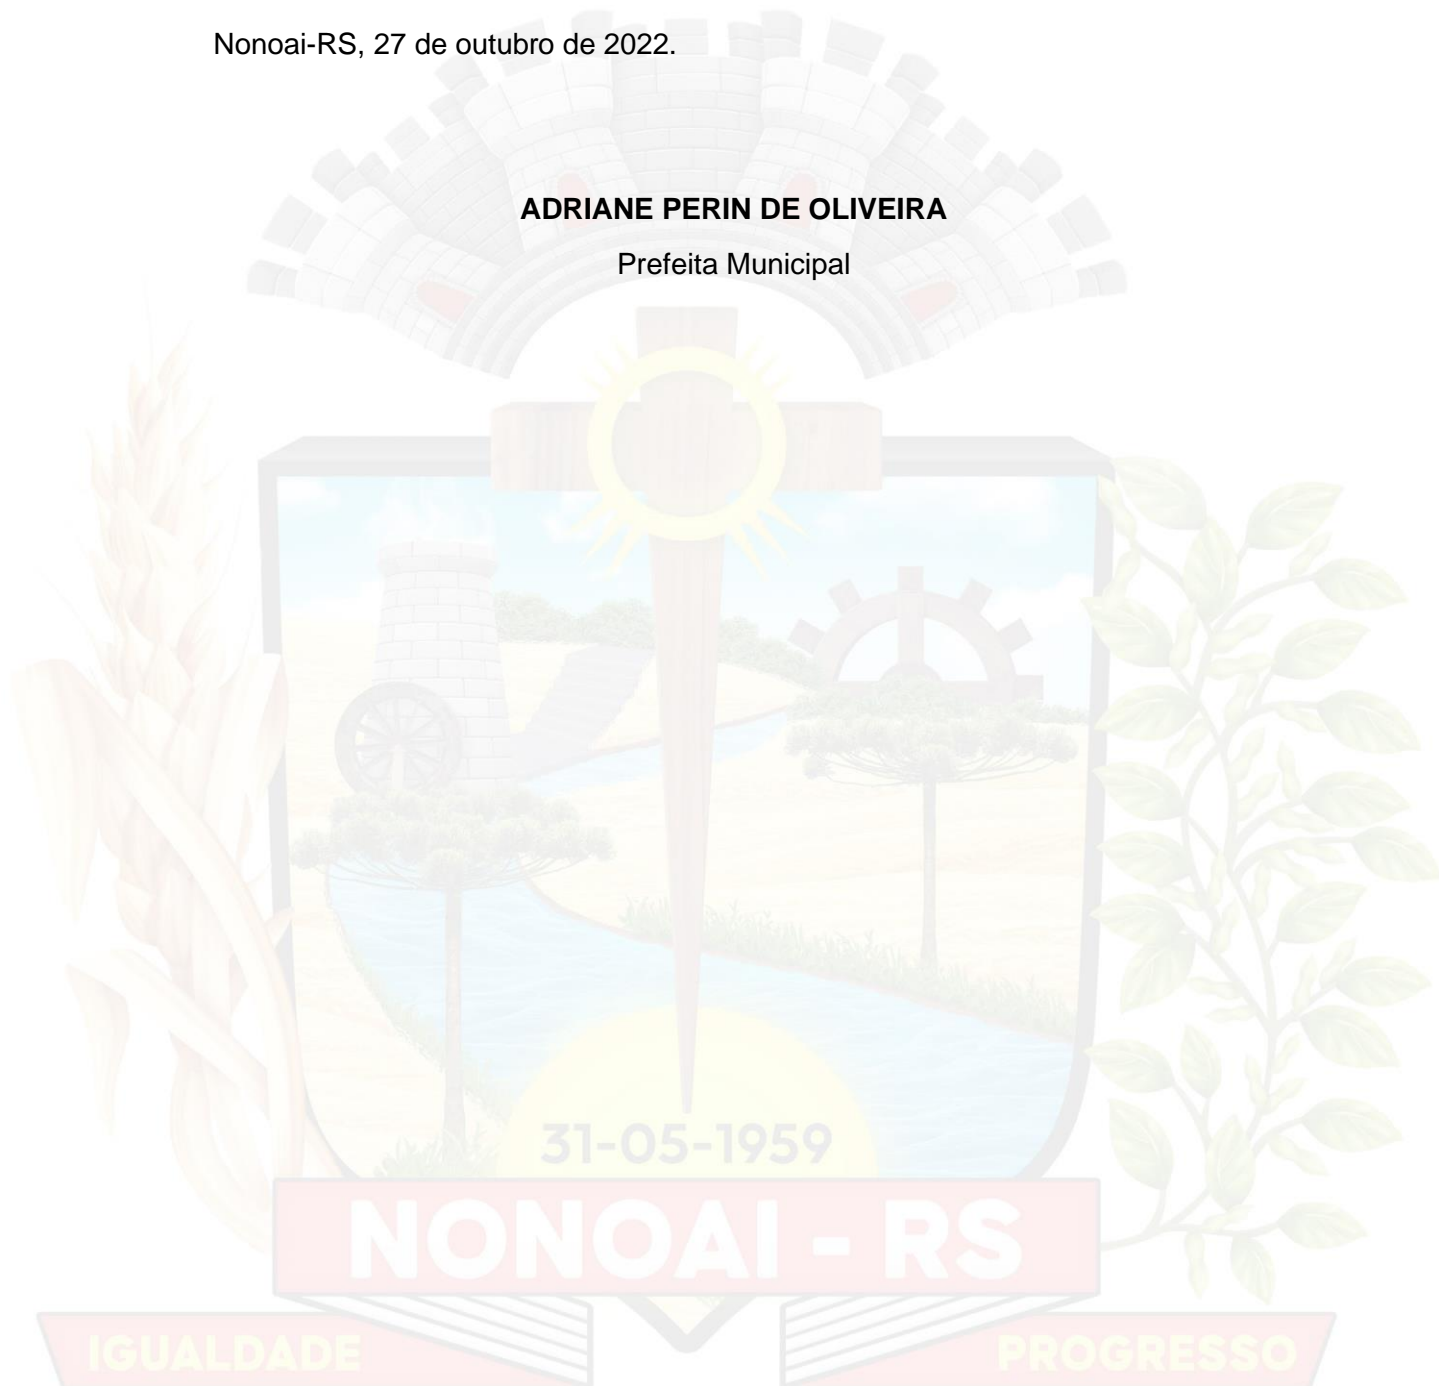 Nonoai-RS, 27 de outubro de 2022.
ADRIANE PERIN DE OLIVEIRA
Prefeita Municipal
31-05-1959
NONOAI - RS
IGUALDADE
PROGRESSO